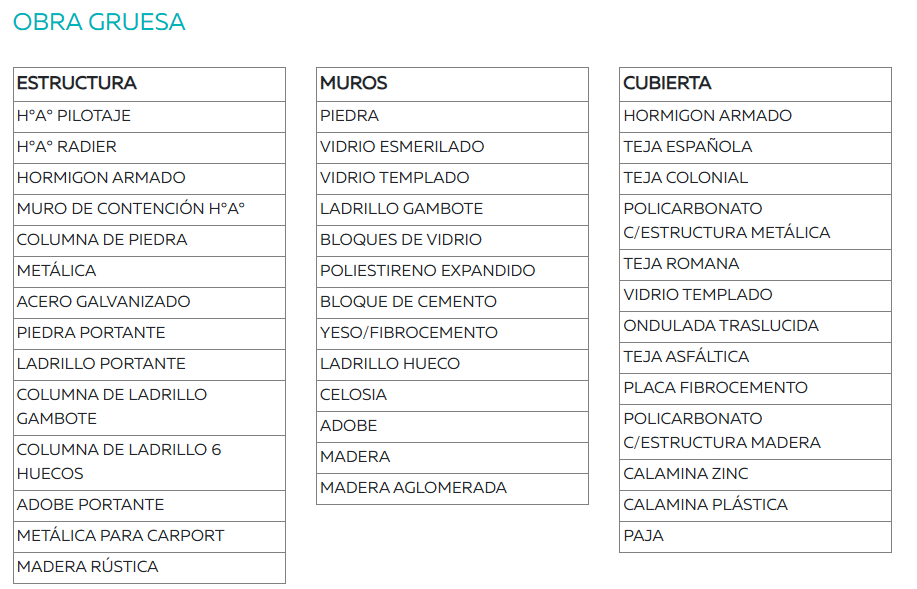 OBRA GRUESA
ESTRUCTURA
H°A° PILOTAJE
H°A° RADIER
HORMIGON ARMADO
MURO DE CONTENCIÓN H°A°
COLUMNA DE PIEDRA
METÁLICA
ACERO GALVANIZADO
PIEDRA PORTANTE
LADRILLO PORTANTE
COLUMNA DE LADRILLO
GAMBOTE
COLUMNA DE LADRILLO 6
HUECOS
ADOBE PORTANTE
METÁLICA PARA CARPORT
MADERA RÚSTICA
MUROS
PIEDRA
VIDRIO ESMERILADO
VIDRIO TEMPLADO
LADRILLO GAMBOTE
BLOQUES DE VIDRIO
POLIESTIRENO EXPANDIDO
BLOQUE DE CEMENTO
YESO/FIBROCEMENTO
LADRILLO HUECO
CELOSIA
ADOBE
MADERA
MADERA AGLOMERADA
CUBIERTA
HORMIGON ARMADO
TEJA ESPAÑOLA
TEJA COLONIAL
POLICARBONATO
C/ESTRUCTURA METÁLICA
TEJA ROMANA
VIDRIO TEMPLADO
ONDULADA TRASLUCIDA
TEJA ASFÁLTICA
PLACA FIBROCEMENTO
POLICARBONATO
C/ESTRUCTURA MADERA
CALAMINA ZINC
CALAMINA PLÁSTICA
PAJA